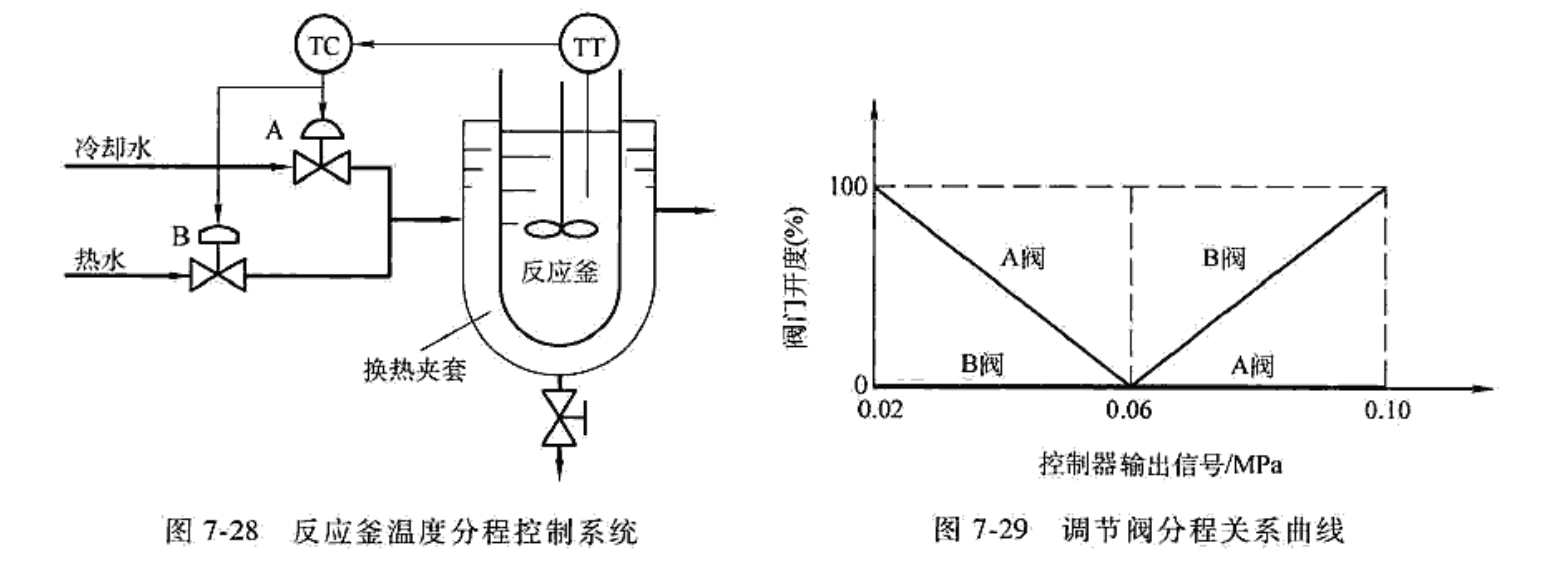 TC
TT
A
冷却水
B
热水
反应釜
换热夹套
图 7-28 反应釜温度分程控制系统
阀门开度(%)
100
A阀
B阀
B阀
A阀
0
0.02
0.06
0.10
控制器输出信号/MPa
图 7-29 调节阀分程关系曲线